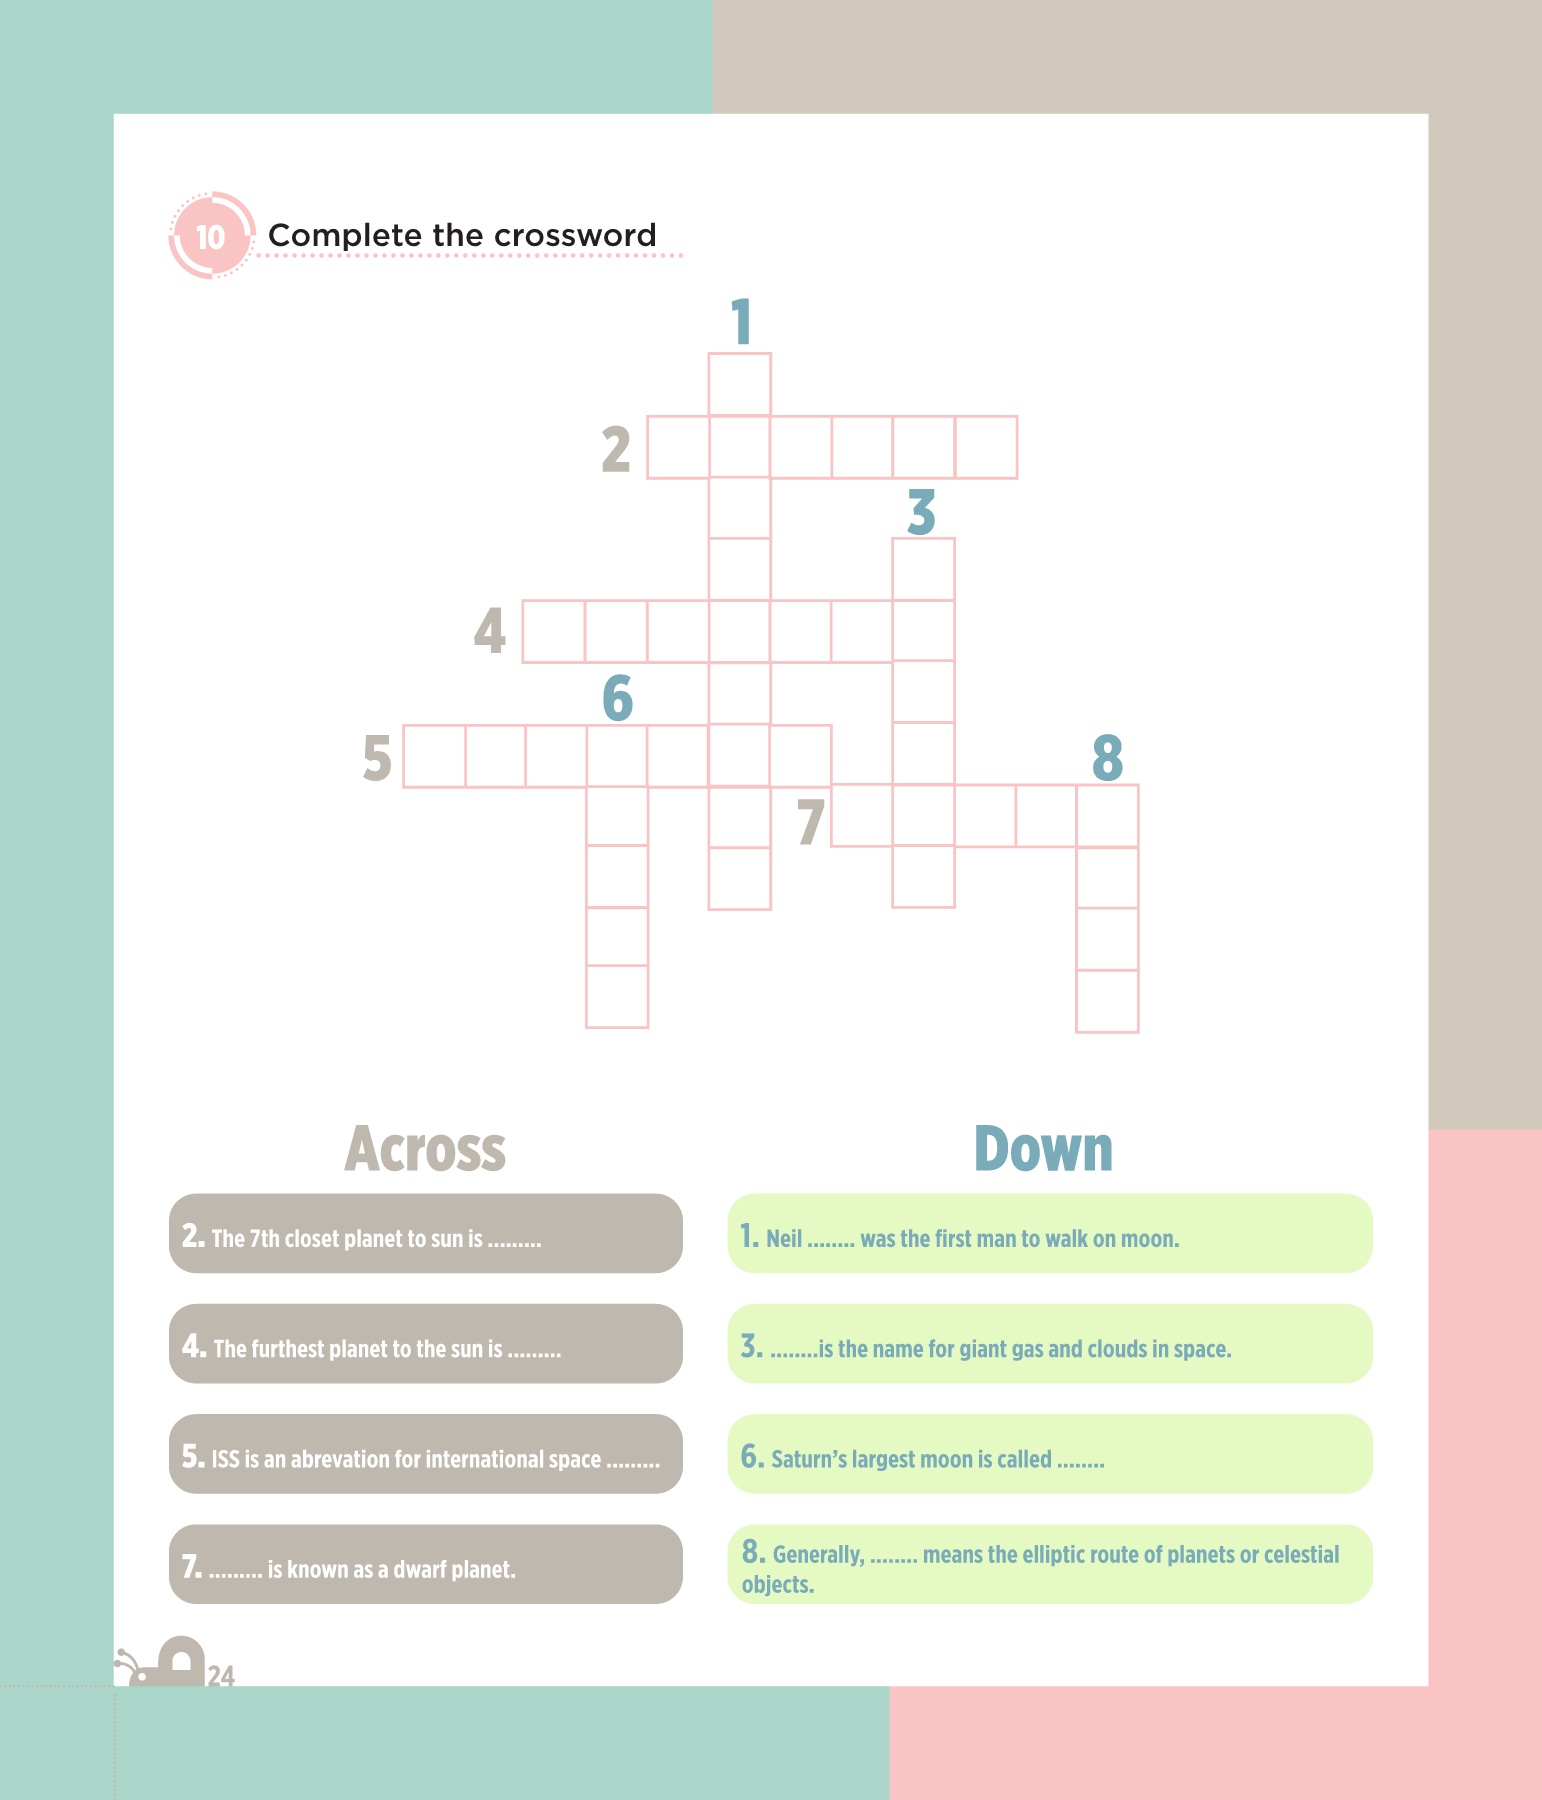 10 Complete the crossword
1
2
3
4
6
5
8
7
Across
2. The 7th closet planet to sun is .........
4. The furthest planet to the sun is .........
5. ISS is an abrevation for international space .........
7. ......... is known as a dwarf planet.
Down
1. Neil ........ was the first man to walk on moon.
3. ........is the name for giant gas and clouds in space.
6. Saturn’s largest moon is called ........
8. Generally, ........ means the elliptic route of planets or celestial
objects.
24